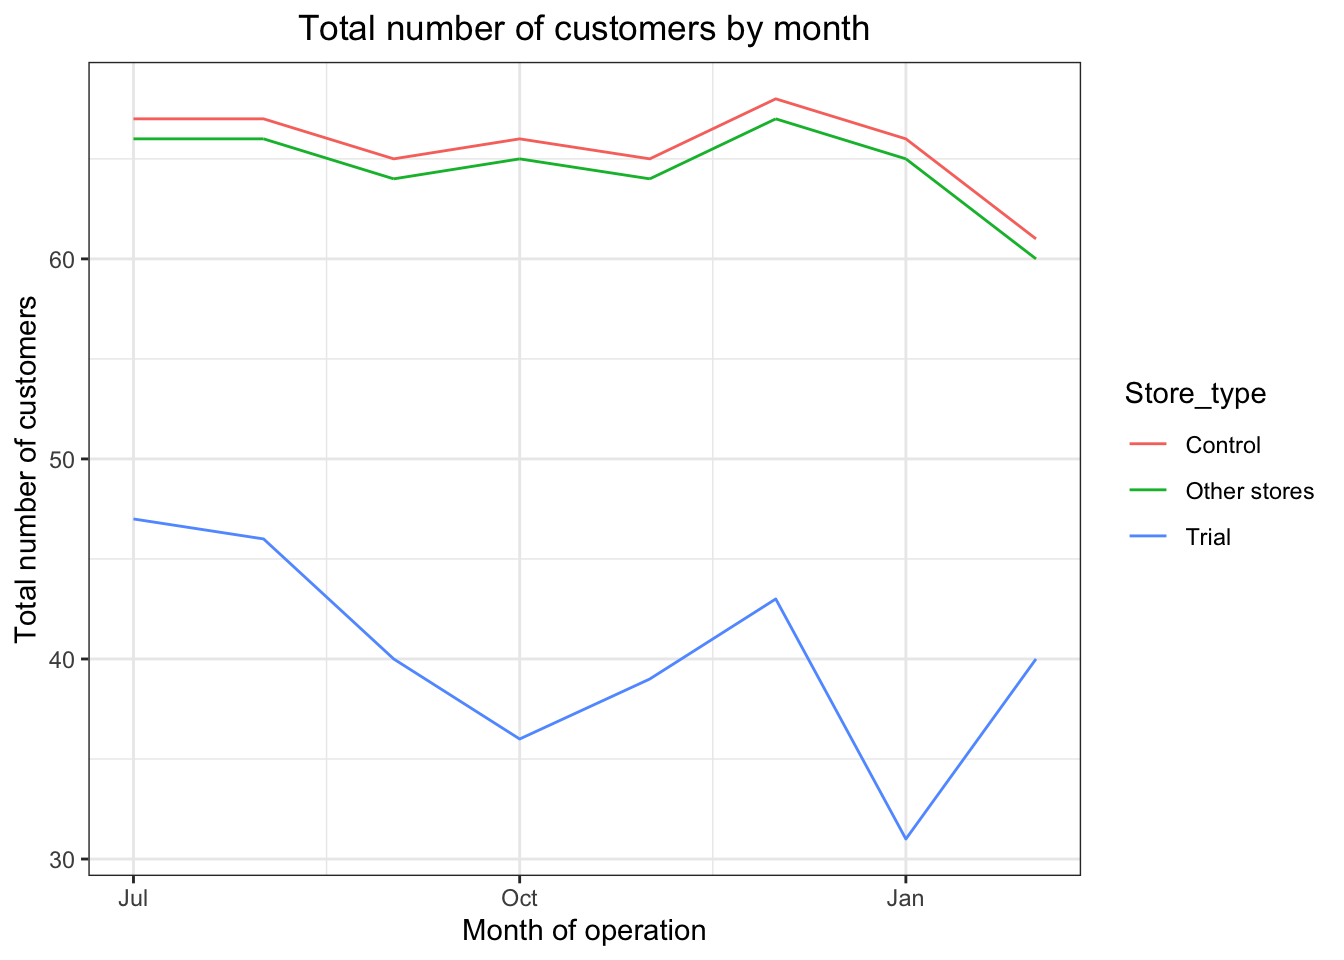 Total number of customers by month
Total number of customers
60
50
40
30
Jul
Oct
Jan
Month of operation
Store_type
Control
Other stores
Trial